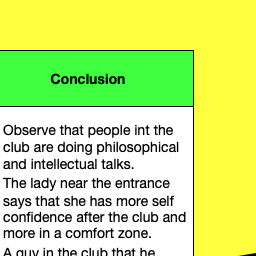 Conclusion
Observe that people int the
club are doing philosophical
and intellectual talks.
The lady near the entrance
says that she has more self
confidence after the club and
more in a comfort zone.
A guy in the club that he